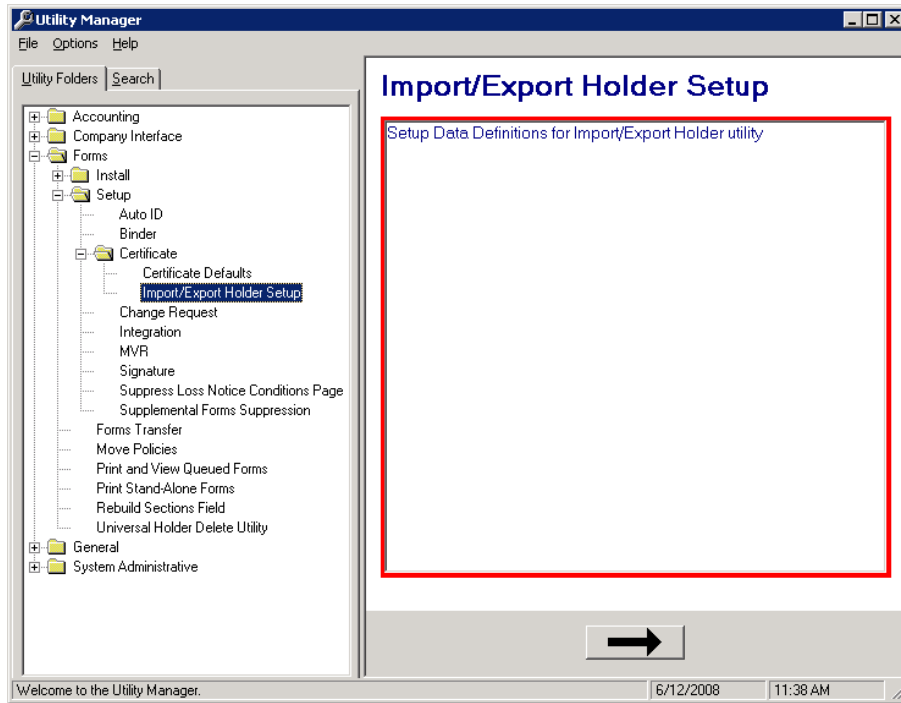 Utility Manager
File Options Help
Utility Folders Search
Accounting
Company Interface
Forms
Install
Setup
Auto ID
Binder
Certificate
Certificate Defaults
Import/Export Holder Setup
Change Request
Integration
MVR
Signature
Suppress Loss Notice Conditions Page
Supplemental Forms Suppression
Forms Transfer
Move Policies
Print and View Queued Forms
Print Stand-Alone Forms
Rebuild Sections Field
Universal Holder Delete Utility
General
System Administrative
Import/Export Holder Setup
Setup Data Definitions for Import/Export Holder utility
Welcome to the Utility Manager. 6/12/2008 11:38 AM